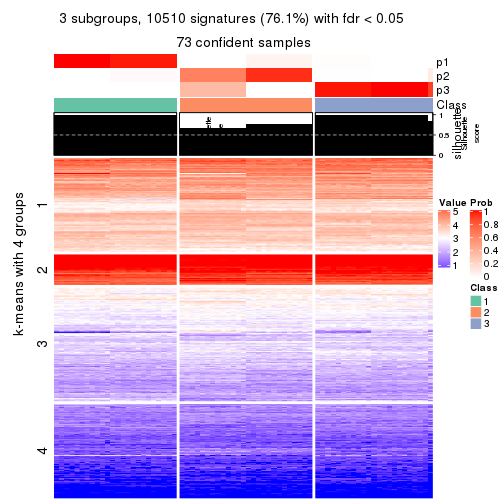 3 subgroups, 10510 signatures (76.1%) with fdr < 0.05
73 confident samples
p1
p2
p3
Class
1
0.5
0
silhouette
Silhouette
score
k-means with 4 groups
1
2
3
4
Value
5
4
3
2
1
Prob
1
0.8
0.6
0.4
0.2
0
Class
1
2
3